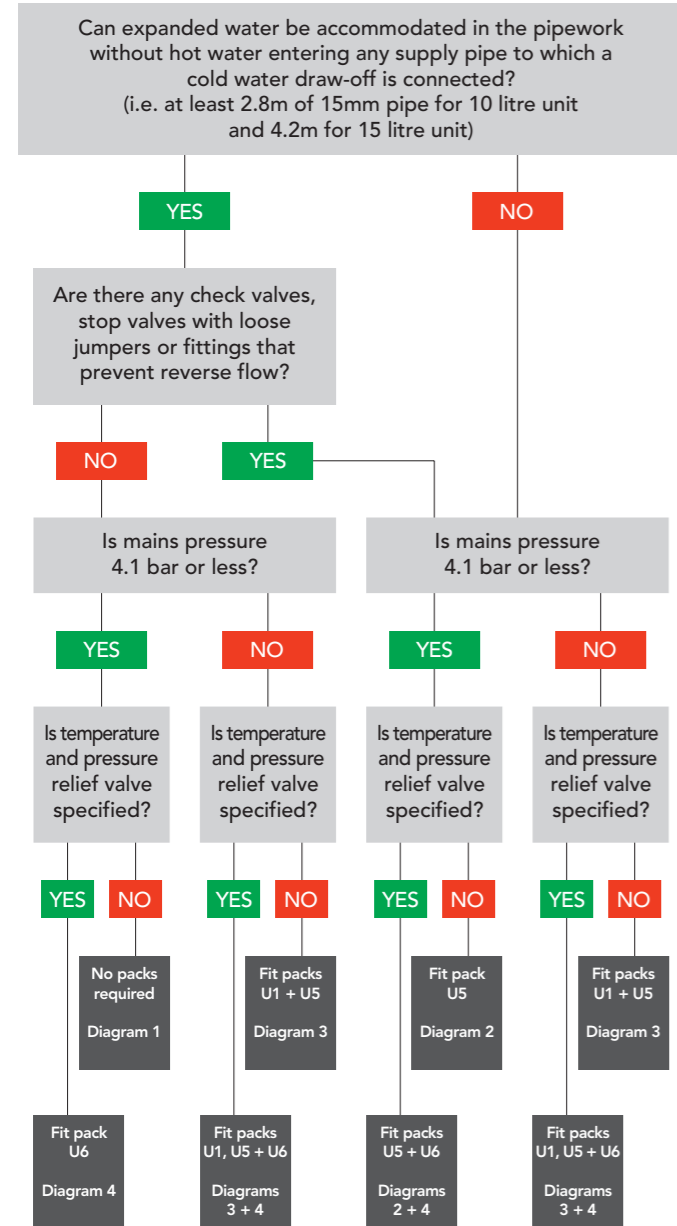 Can expanded water be accommodated in the pipework
without hot water entering any supply pipe to which a
cold water draw-off is connected?
(i.e. at least 2.8m of 15mm pipe for 10 litre unit
and 4.2m for 15 litre unit)
YES
NO
Are there any check valves,
stop valves with loose
jumpers or fittings that
prevent reverse flow?
NO
YES
Is mains pressure
4.1 bar or less?
Is mains pressure
4.1 bar or less?
YES
NO
YES
NO
Is temperature
and pressure
relief valve
specified?
Is temperature
and pressure
relief valve
specified?
Is temperature
and pressure
relief valve
specified?
Is temperature
and pressure
relief valve
specified?
YES
NO
YES
NO
YES
NO
YES
NO
No packs
required
Diagram 1
Fit packs
U1 + U5
Diagram 3
Fit pack
U5
Diagram 2
Fit packs
U1 + U5
Diagram 3
Fit pack
U6
Diagram 4
Fit packs
U1, U5 + U6
Diagrams
3 + 4
Fit packs
U5 + U6
Diagrams
2 + 4
Fit packs
U1, U5 + U6
Diagrams
3 + 4